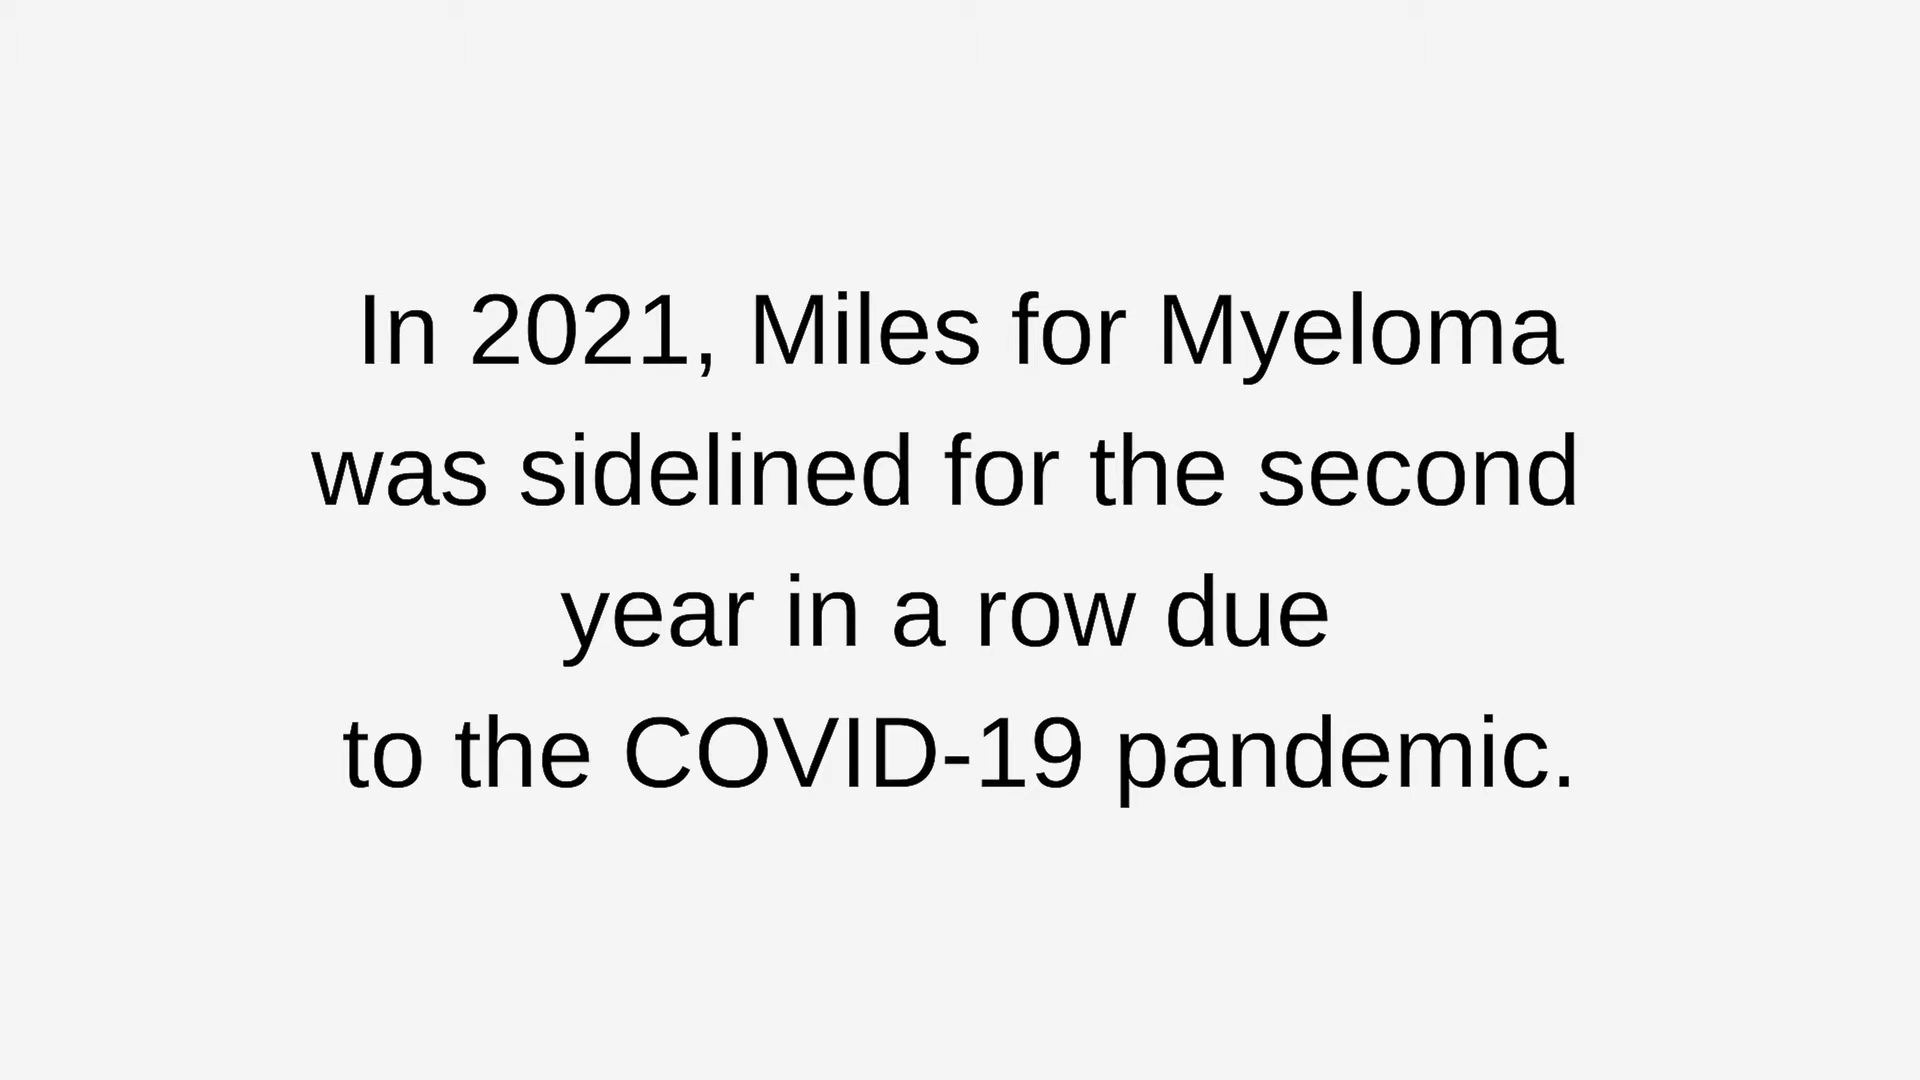 In 2021, Miles for Myeloma
was sidelined for the second
year in a row due
to the COVID-19 pandemic.